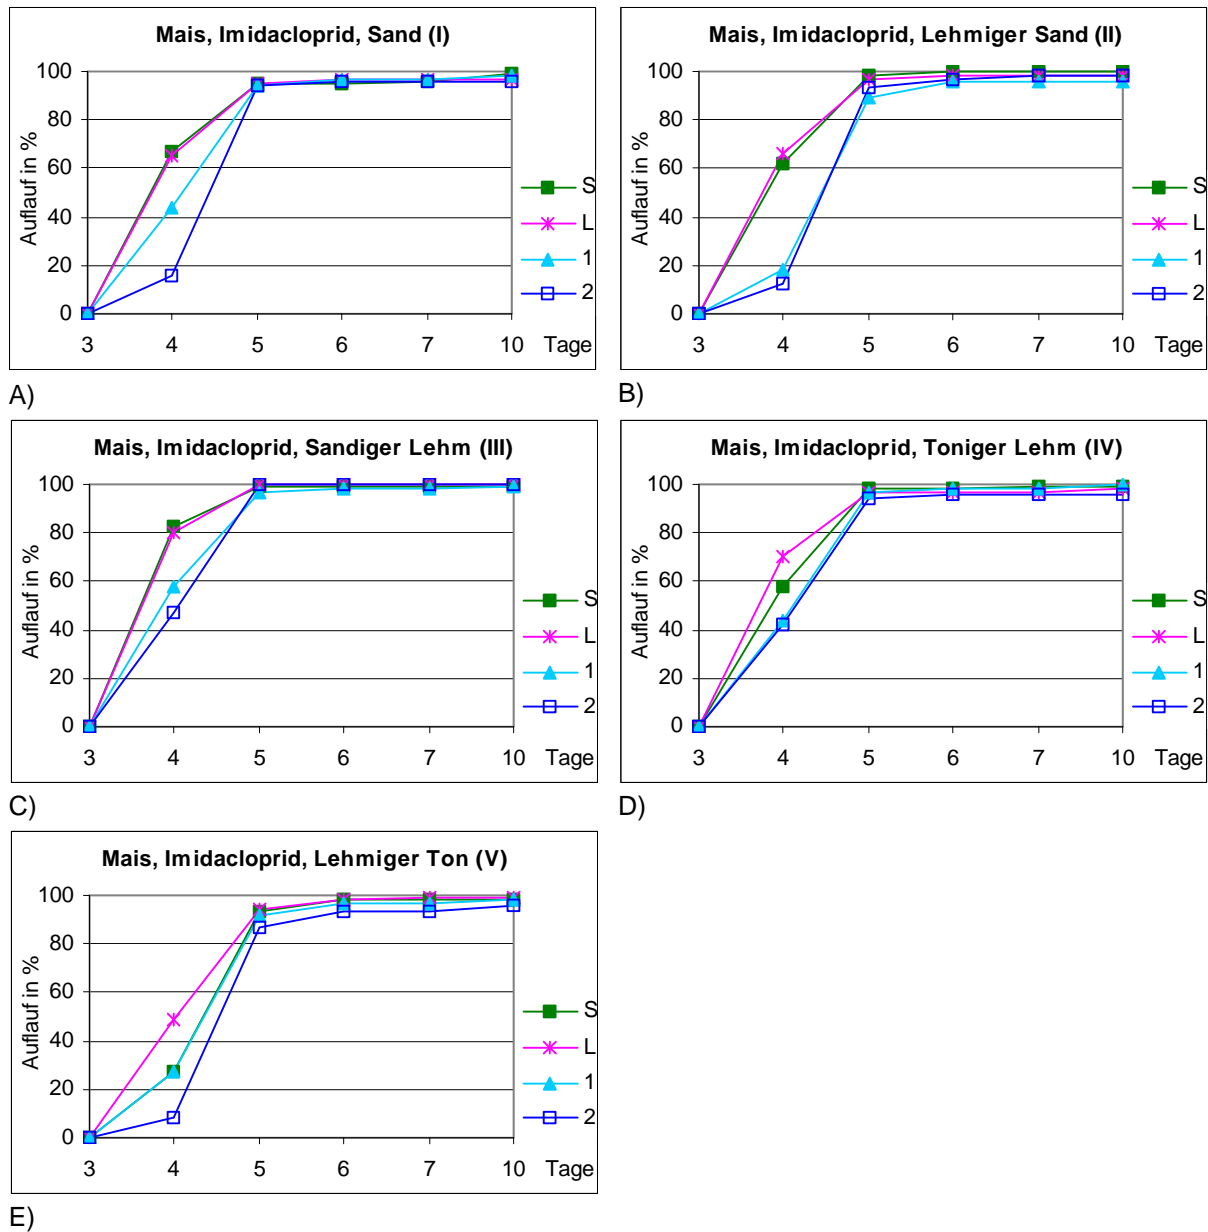 Mais, Imidacloprid, Sand (I)
100
80
60
40
20
0
Auflauf in %
3 4 5 6 7 10 Tage
S
L
1
2
A)
Mais, Imidacloprid, Lehmiger Sand (II)
100
80
60
40
20
0
Auflauf in %
3 4 5 6 7 10 Tage
S
L
1
2
B)
Mais, Imidacloprid, Sandiger Lehm (III)
100
80
60
40
20
0
Auflauf in %
3 4 5 6 7 10 Tage
S
L
1
2
C)
Mais, Imidacloprid, Toniger Lehm (IV)
100
80
60
40
20
0
Auflauf in %
3 4 5 6 7 10 Tage
S
L
1
2
D)
Mais, Imidacloprid, Lehmiger Ton (V)
100
80
60
40
20
0
Auflauf in %
3 4 5 6 7 10 Tage
S
L
1
2
E)